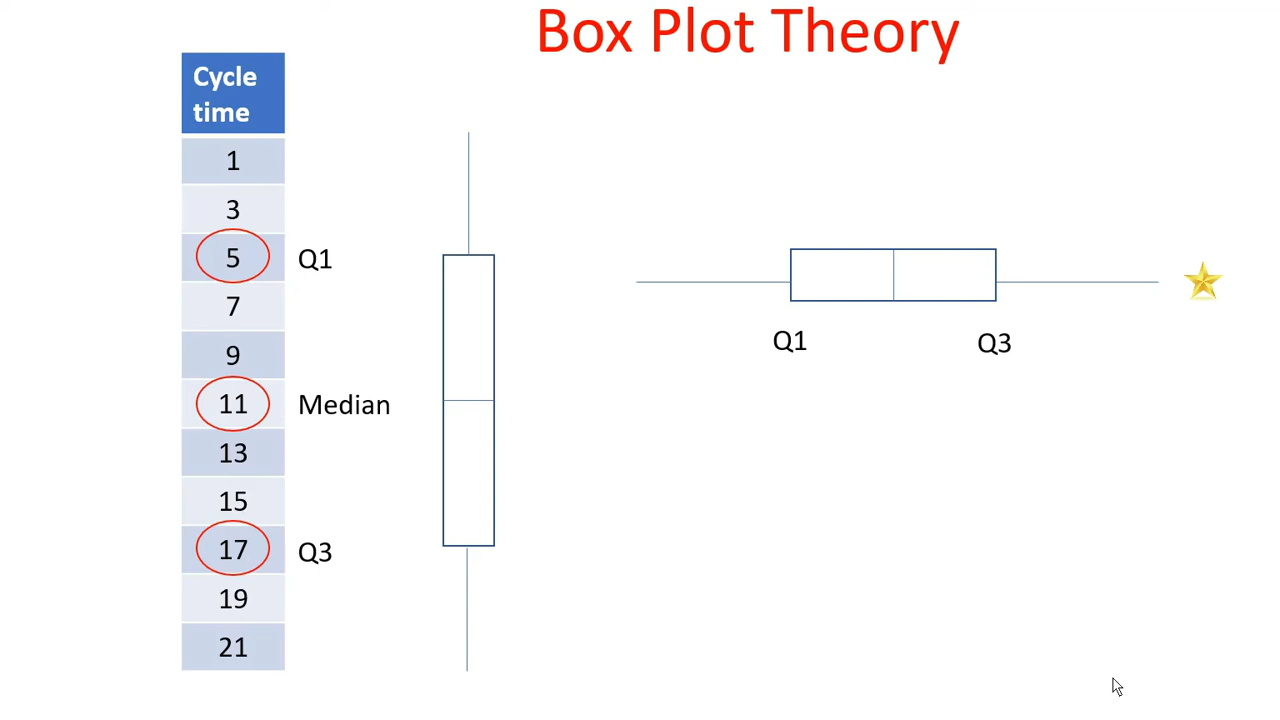 Box Plot Theory
Cycle
time
1
3
5 Q1
7
9
11 Median
13
15
17 Q3
19
21
Q1 Q3